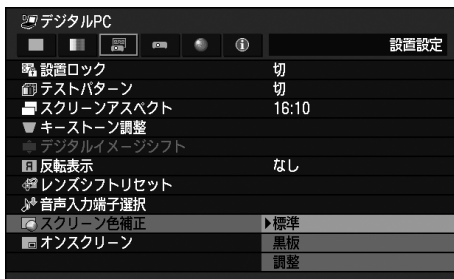 デジタルPC
設置設定
設置ロック 切
テストパターン 切
スクリーンアスペクト 16:10
キーストーン調整
デジタルイメージシフト
反転表示 なし
レンズシフトリセット
音声入力端子選択
スクリーン色補正 ▶標準
オンスクリーン 黒板
調整